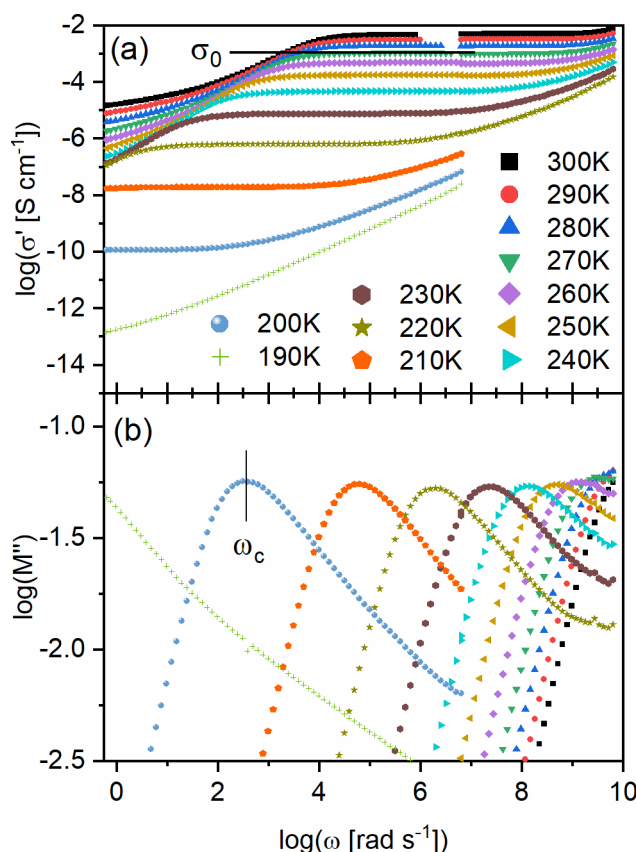 (a)
σ₀
log(σ' [S cm⁻¹])
-2
-4
-6
-8
-10
-12
-14
300K
290K
280K
270K
260K
250K
240K
230K
220K
210K
200K
190K
(b)
ω_c
log(M'')
-1.0
-1.5
-2.0
-2.5
0
2
4
6
8
10
log(ω [rad s⁻¹])